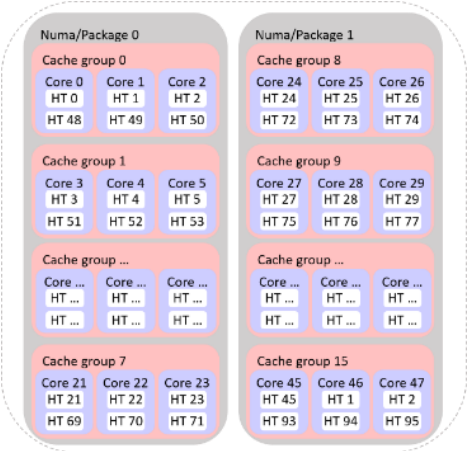 Numa/Package 0
Cache group 0
Core 0 Core 1 Core 2
HT 0 HT 1 HT 2
HT 48 HT 49 HT 50
Cache group 1
Core 3 Core 4 Core 5
HT 3 HT 4 HT 5
HT 51 HT 52 HT 53
Cache group ...
Core ... Core ... Core ...
HT ... HT ... HT ...
HT ... HT ... HT ...
Cache group 7
Core 21 Core 22 Core 23
HT 21 HT 22 HT 23
HT 69 HT 70 HT 71
Numa/Package 1
Cache group 8
Core 24 Core 25 Core 26
HT 24 HT 25 HT 26
HT 72 HT 73 HT 74
Cache group 9
Core 27 Core 28 Core 29
HT 27 HT 28 HT 29
HT 75 HT 76 HT 77
Cache group ...
Core ... Core ... Core ...
HT ... HT ... HT ...
HT ... HT ... HT ...
Cache group 15
Core 45 Core 46 Core 47
HT 45 HT 1 HT 2
HT 93 HT 94 HT 95